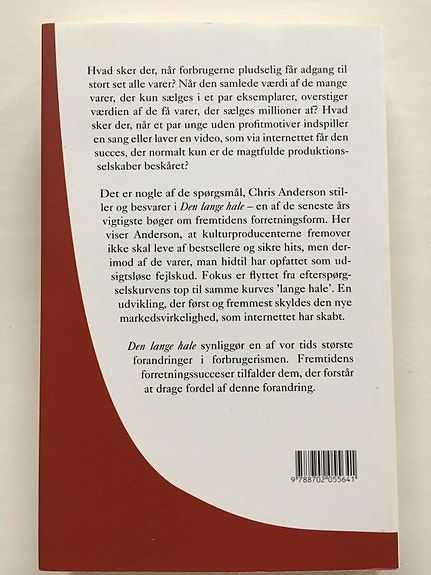 Hvad sker der, når forbrugerne pludselig får adgang til
stort set alle varer? Når den samlede værdi af de mange
varer, der kun sælges i et par eksemplarer, overstiger
værdien af de få varer, der sælges millioner af? Hvad
sker der, når et par unge uden profitmotiver indspiller
en sang eller laver en video, som via internettet får den
succes, der normalt kun er de magtfulde produktions-
selskaber beskåret?
Det er nogle af de spørgsmål, Chris Anderson stil-
ler og besvarer i Den lange hale – en af de seneste års
vigtigste bøger om fremtidens forretningsform. Her
viser Anderson, at kulturproducenterne fremover
ikke skal leve af bestsellere og sikre hits, men der-
imod af de varer, man hidtil har opfattet som ud-
sigtsløse fejlskud. Fokus er flyttet fra efterspørg-
selskurvens top til samme kurves 'lange hale'. En
udvikling, der først og fremmest skyldes den nye
markedsvirkelighed, som internettet har skabt.
Den lange hale synliggør en af vor tids største
forandringer i forbrugerismen. Fremtidens
forretningssucceser tilfalder dem, der forstår
at drage fordel af denne forandring.
9 788702 055641